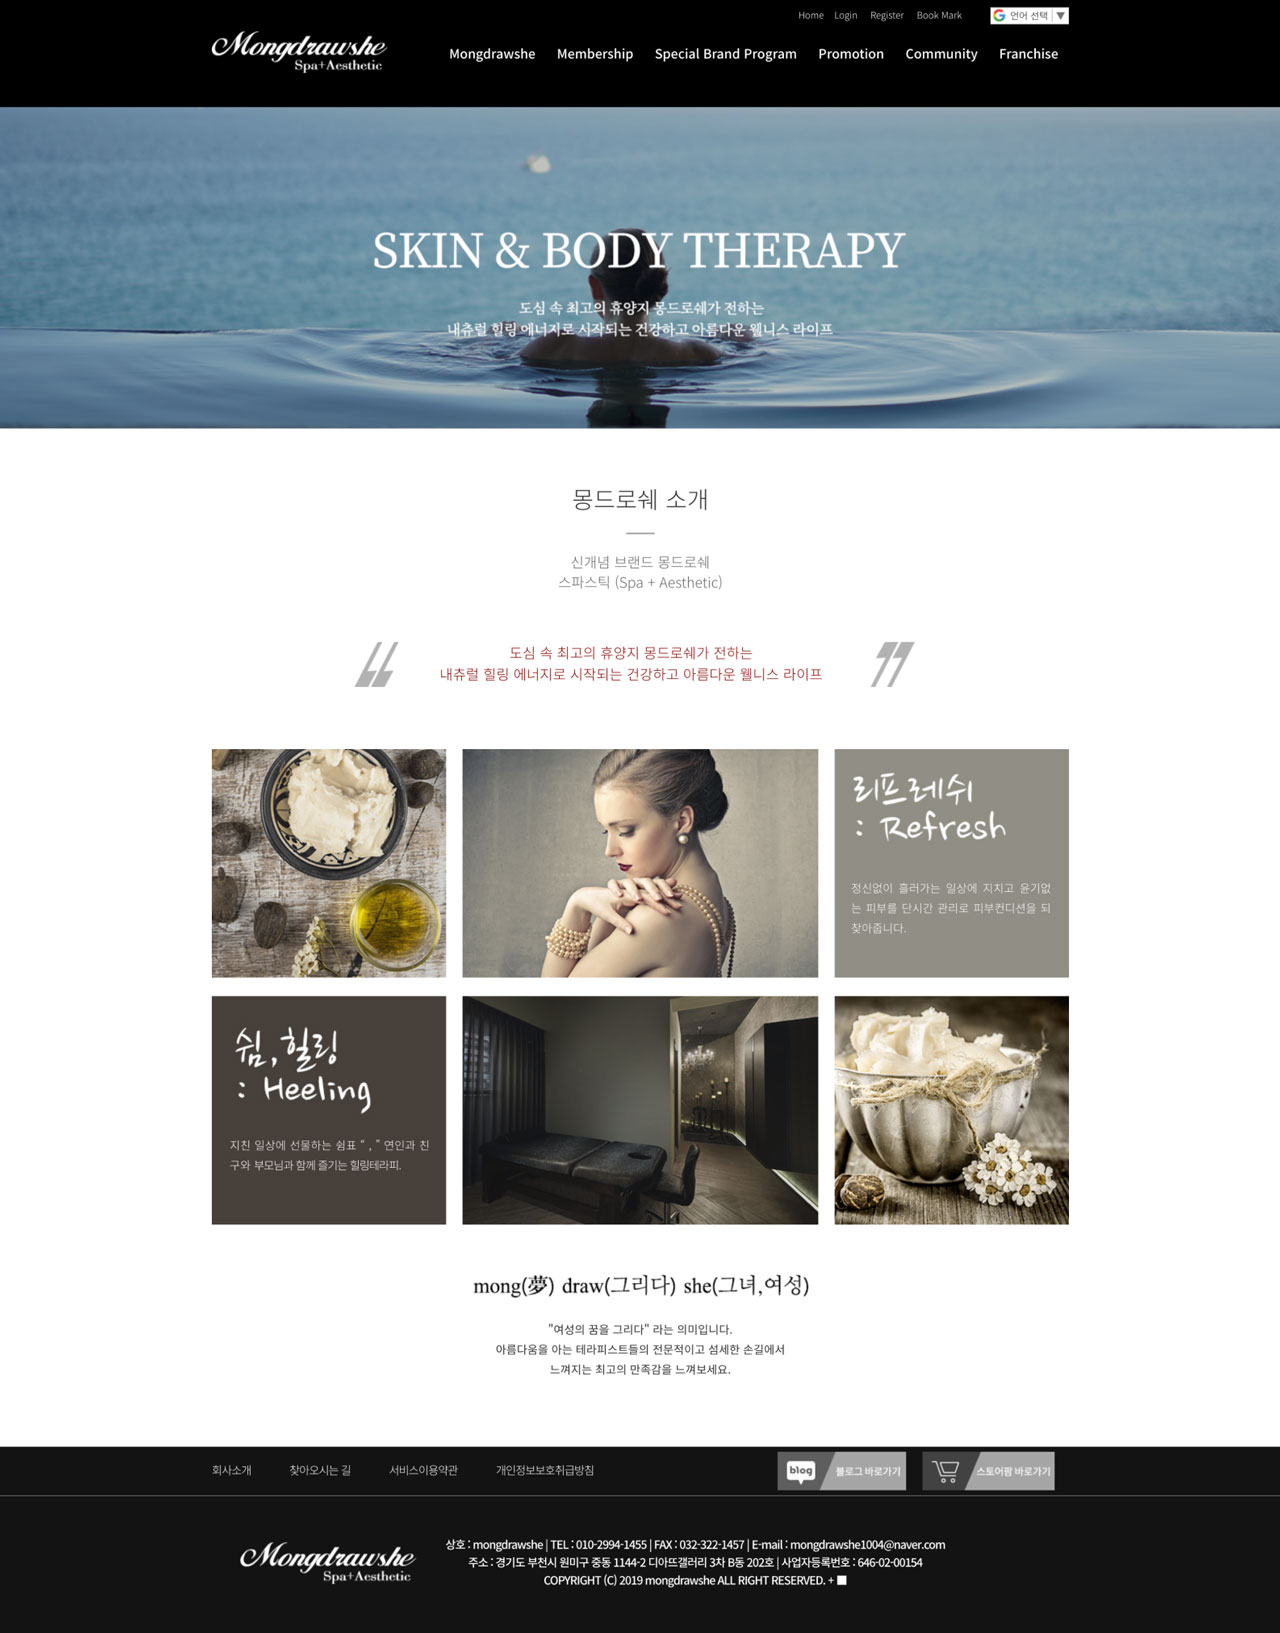 Home Login Register Book Mark 언어 선택 ▼
Mongdrawshe
Spa+Aesthetic
Mongdrawshe Membership Special Brand Program Promotion Community Franchise
SKIN & BODY THERAPY
도심 속 최고의 휴양지 몽드로쉐가 전하는
내츄럴 힐링 에너지로 시작되는 건강하고 아름다운 웰니스 라이프
몽드로쉐 소개
신개념 브랜드 몽드로쉐
스파스틱 (Spa + Aesthetic)
도심 속 최고의 휴양지 몽드로쉐가 전하는
내츄럴 힐링 에너지로 시작되는 건강하고 아름다운 웰니스 라이프
리프레쉬
: Refresh
정신없이 흘러가는 일상에 지치고 윤기없
는 피부를 단시간 관리로 피부컨디션을 되
찾아줍니다.
쉼,힐링
: Heeling
지친 일상에 선물하는 쉼표 “ , ” 연인과 친
구와 부모님과 함께 즐기는 힐링테라피.
mong(夢) draw(그리다) she(그녀,여성)
"여성의 꿈을 그리다" 라는 의미입니다.
아름다움을 아는 테라피스트들의 전문적이고 섬세한 손길에서
느껴지는 최고의 만족감을 느껴보세요.
회사소개 찾아오시는 길 서비스이용약관 개인정보보호취급방침
blog 블로그 바로가기 스토어팜 바로가기
Mongdrawshe
Spa+Aesthetic
상호 : mongdrawshe | TEL : 010-2994-1455 | FAX : 032-322-1457 | E-mail : mongdrawshe1004@naver.com
주소 : 경기도 부천시 원미구 중동 1144-2 디아뜨갤러리 3차 B동 202호 | 사업자등록번호 : 646-02-00154
COPYRIGHT (C) 2019 mongdrawshe ALL RIGHT RESERVED. + ■